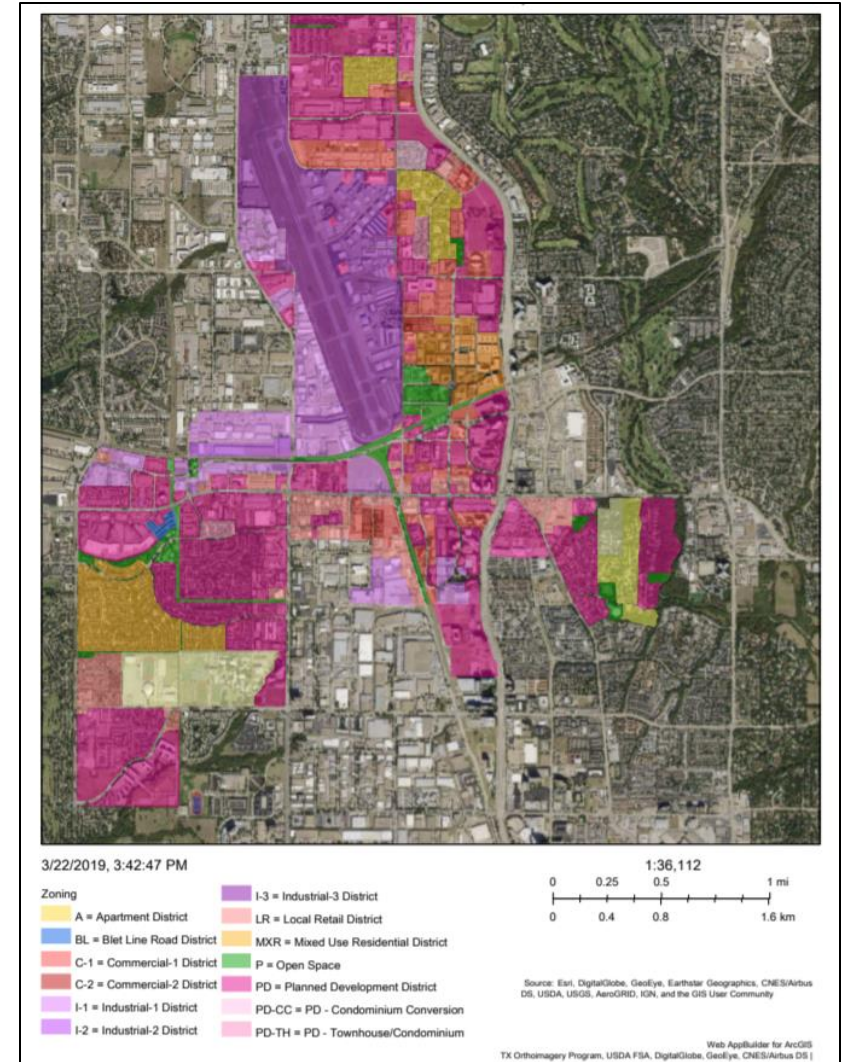 3/22/2019, 3:42:47 PM
Zoning
A = Apartment District
BL = Blet Line Road District
C-1 = Commercial-1 District
C-2 = Commercial-2 District
I-1 = Industrial-1 District
I-2 = Industrial-2 District
I-3 = Industrial-3 District
LR = Local Retail District
MXR = Mixed Use Residential District
P = Open Space
PD = Planned Development District
PD-CC = PD - Condominium Conversion
PD-TH = PD - Townhouse/Condominium
1:36,112
0 0.25 0.5 1 mi
0 0.4 0.8 1.6 km
Source: Esri, DigitalGlobe, GeoEye, Earthstar Geographics, CNES/Airbus
DS, USDA, USGS, AeroGRID, IGN, and the GIS User Community
Web AppBuilder for ArcGIS
TX Orthoimagery Program, USDA FSA, DigitalGlobe, GeoEye, CNES/Airbus DS |